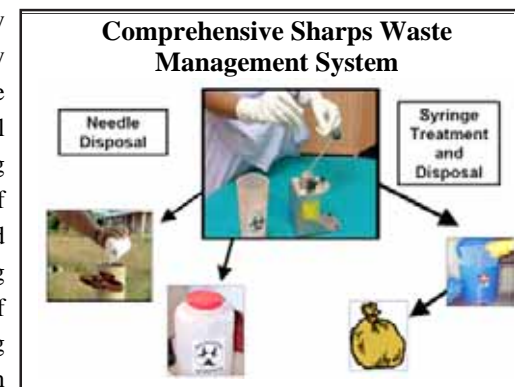 Comprehensive Sharps Waste
Management System
Needle
Disposal
Syringe
Treatment
and
Disposal